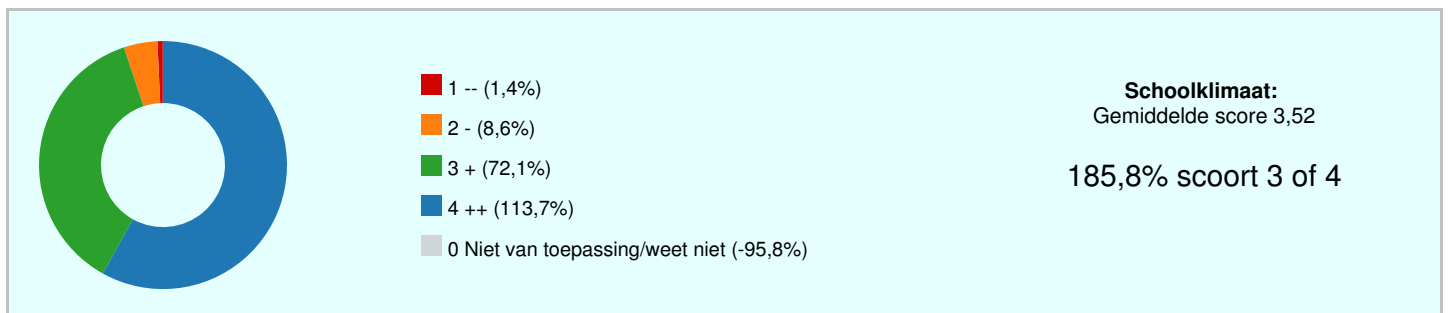 1 -- (1,4%)
2 - (8,6%)
3 + (72,1%)
4 ++ (113,7%)
0 Niet van toepassing/weet niet (-95,8%)
Schoolklimaat:
Gemiddelde score 3,52
185,8% scoort 3 of 4